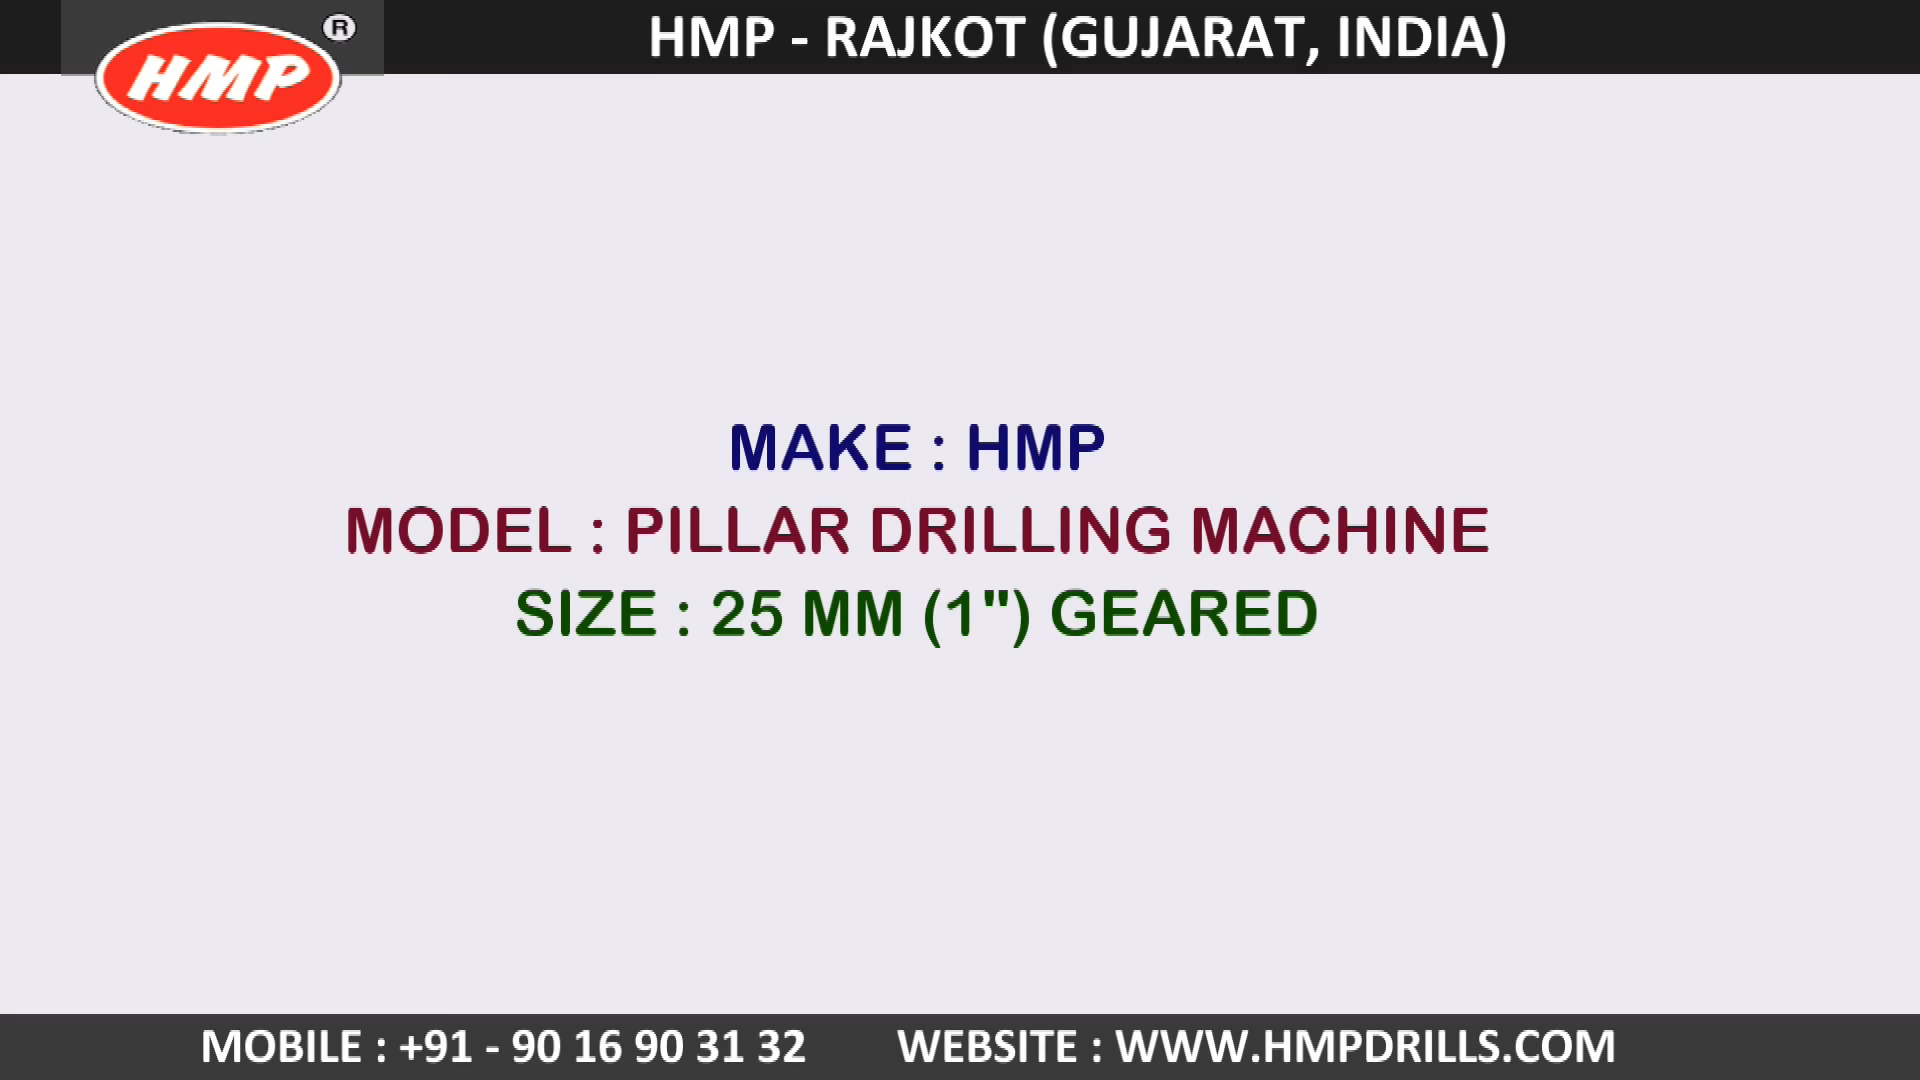 HMP ®
HMP - RAJKOT (GUJARAT, INDIA)
MAKE : HMP
MODEL : PILLAR DRILLING MACHINE
SIZE : 25 MM (1") GEARED
MOBILE : +91 - 90 16 90 31 32 WEBSITE : WWW.HMPDRILLS.COM